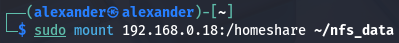 ┌──(alexander㉿alexander)-[~]
└─$ sudo mount 192.168.0.18:/homeshare ~/nfs_data